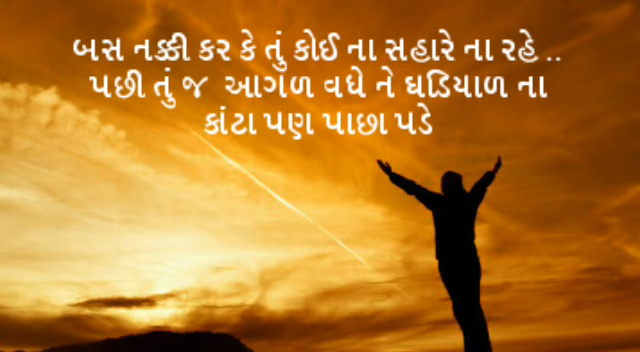 બસ નક્કી કર કે તું કોઈ ના સહારે ના રહે ..
પછી તું જ આગળ વધે ને ઘડિયાળ ના
કાંટા પણ પાછા પડે